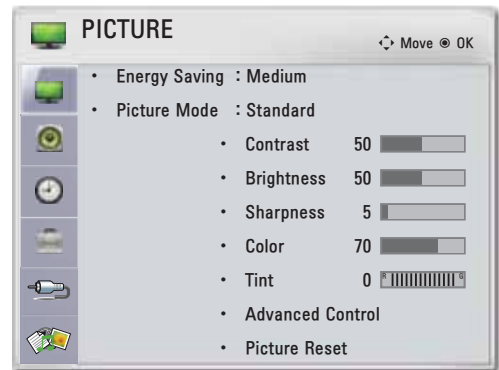 PICTURE
Move ◉ OK
• Energy Saving : Medium
• Picture Mode : Standard
• Contrast 50
• Brightness 50
• Sharpness 5
• Color 70
• Tint 0 R G
• Advanced Control
• Picture Reset